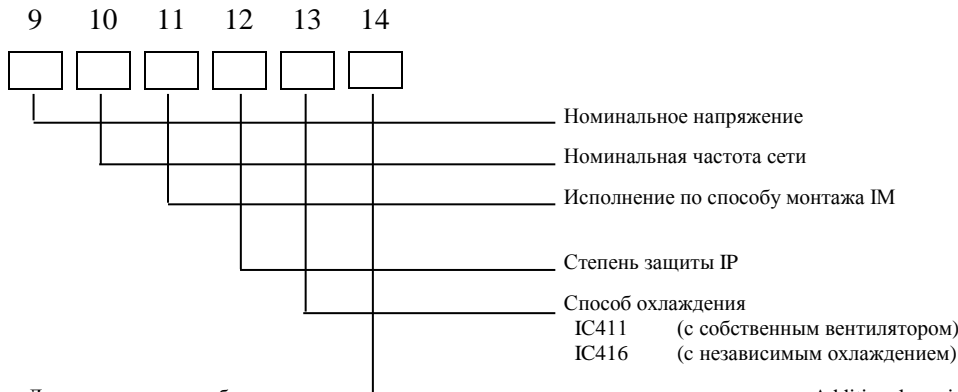 9 10 11 12 13 14
Номинальное напряжение
Номинальная частота сети
Исполнение по способу монтажа IM
Степень защиты IP
Способ охлаждения
IC411 (с собственным вентилятором)
IC416 (с независимым охлаждением)